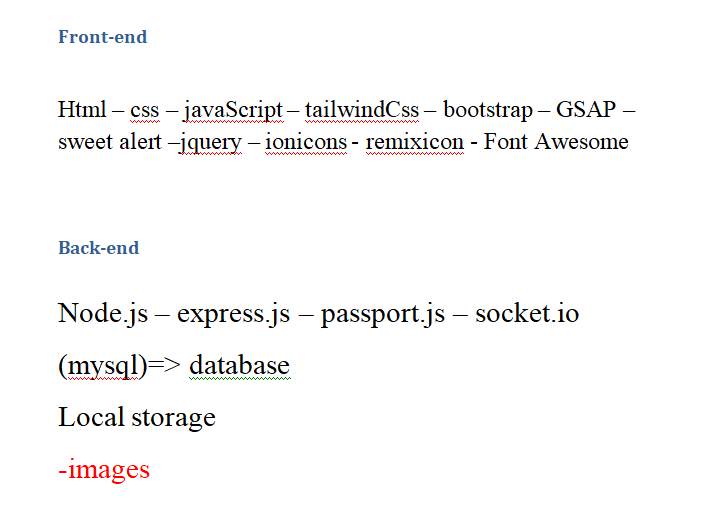 Front-end
Html – css – javaScript – tailwindCss – bootstrap – GSAP –
sweet alert –jquery – ionicons - remixicon - Font Awesome
Back-end
Node.js – express.js – passport.js – socket.io
(mysql)=> database
Local storage
-images